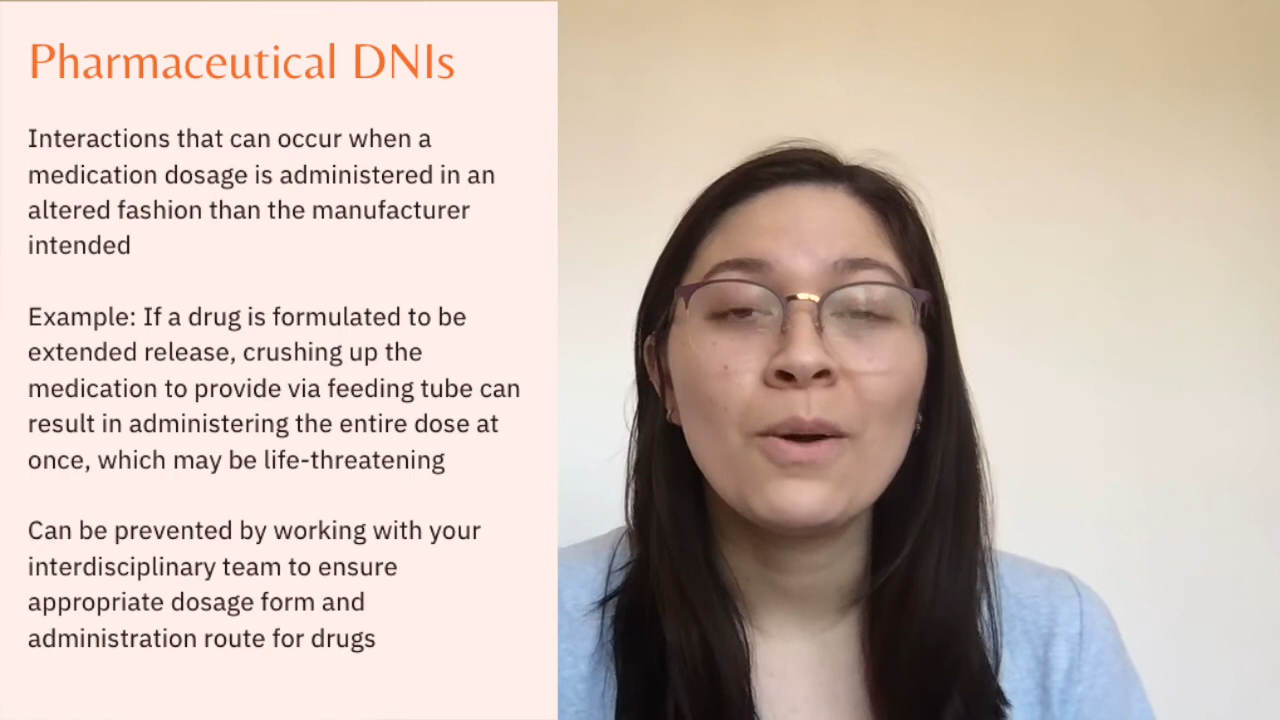 Pharmaceutical DNIs
Interactions that can occur when a
medication dosage is administered in an
altered fashion than the manufacturer
intended
Example: If a drug is formulated to be
extended release, crushing up the
medication to provide via feeding tube can
result in administering the entire dose at
once, which may be life-threatening
Can be prevented by working with your
interdisciplinary team to ensure
appropriate dosage form and
administration route for drugs